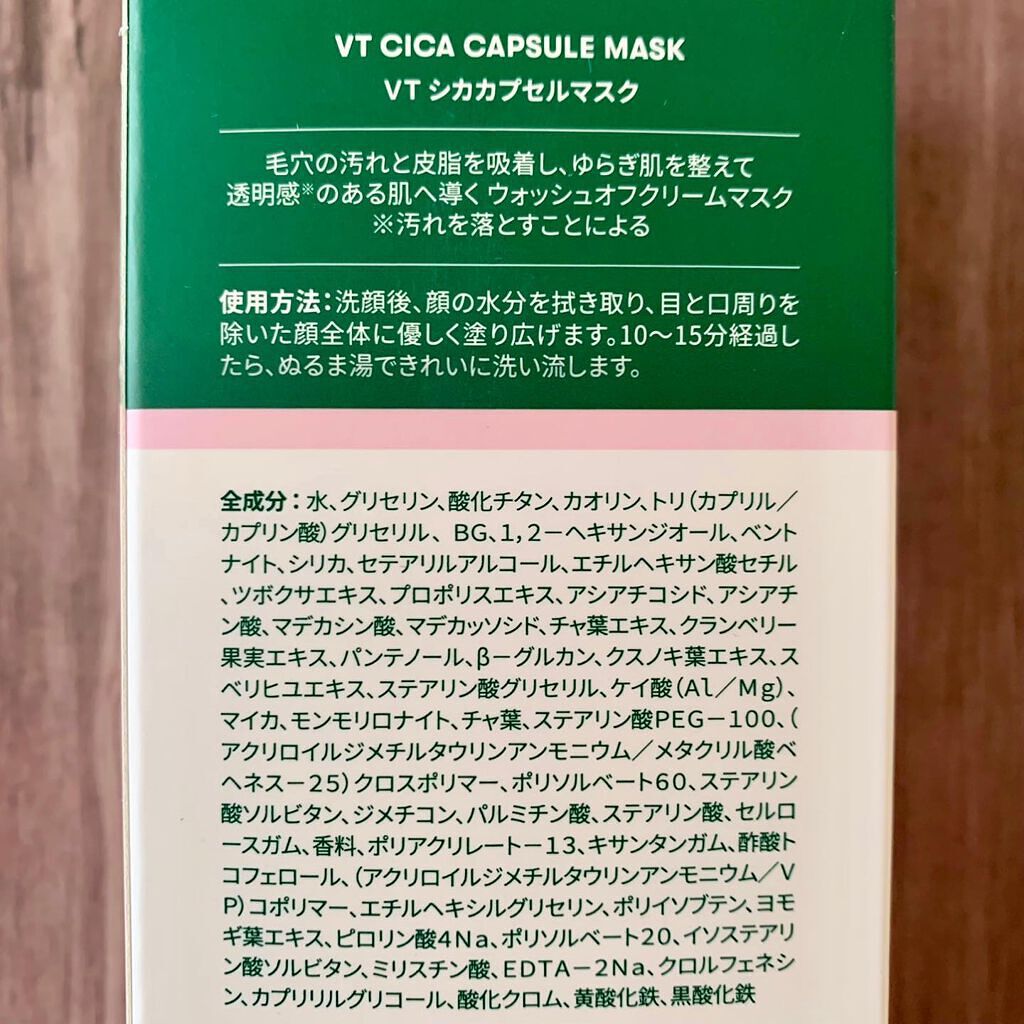 VT CICA CAPSULE MASK
VT シカカプセルマスク
毛穴の汚れと皮脂を吸着し、ゆらぎ肌を整えて
透明感※のある肌へ導く ウォッシュオフクリームマスク
※汚れを落とすことによる
使用方法：洗顔後、顔の水分を拭き取り、目と口周りを
除いた顔全体に優しく塗り広げます。10〜15分経過し
たら、ぬるま湯できれいに洗い流します。
全成分：水、グリセリン、酸化チタン、カオリン、トリ（カプリル／
カプリン酸）グリセリル、 BG、1，2－ヘキサンジオール、ベント
ナイト、シリカ、セテアリルアルコール、エチルヘキサン酸セチル
、ツボクサエキス、プロポリスエキス、アシアチコシド、アシアチ
ン酸、マデカシン酸、マデカッソシド、チャ葉エキス、クランベリー
果実エキス、パンテノール、β－グルカン、クスノキ葉エキス、ス
ベリヒユエキス、ステアリン酸グリセリル、ケイ酸（Al／Mg）、
マイカ、モンモリロナイト、チャ葉、ステアリン酸PEG－100、（
アクリロイルジメチルタウリンアンモニウム／メタクリル酸ベ
ヘネス－25）クロスポリマー、ポリソルベート60、ステアリン
酸ソルビタン、ジメチコン、パルミチン酸、ステアリン酸、セルロ
ースガム、香料、ポリアクリレート－13、キサンタンガム、酢酸ト
コフェロール、（アクリロイルジメチルタウリンアンモニウム／V
P）コポリマー、エチルヘキシルグリセリン、ポリイソブテン、ヨモ
ギ葉エキス、ピロリン酸4Na、ポリソルベート20、イソステアリ
ン酸ソルビタン、ミリスチン酸、EDTA－2Na、クロルフェネシ
ン、カプリリルグリコール、酸化クロム、黄酸化鉄、黒酸化鉄